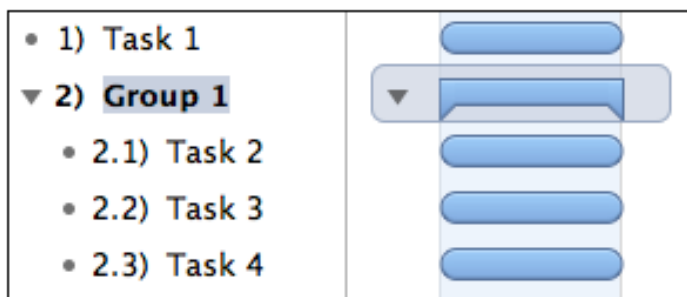 1) Task 1
2) Group 1
2.1) Task 2
2.2) Task 3
2.3) Task 4